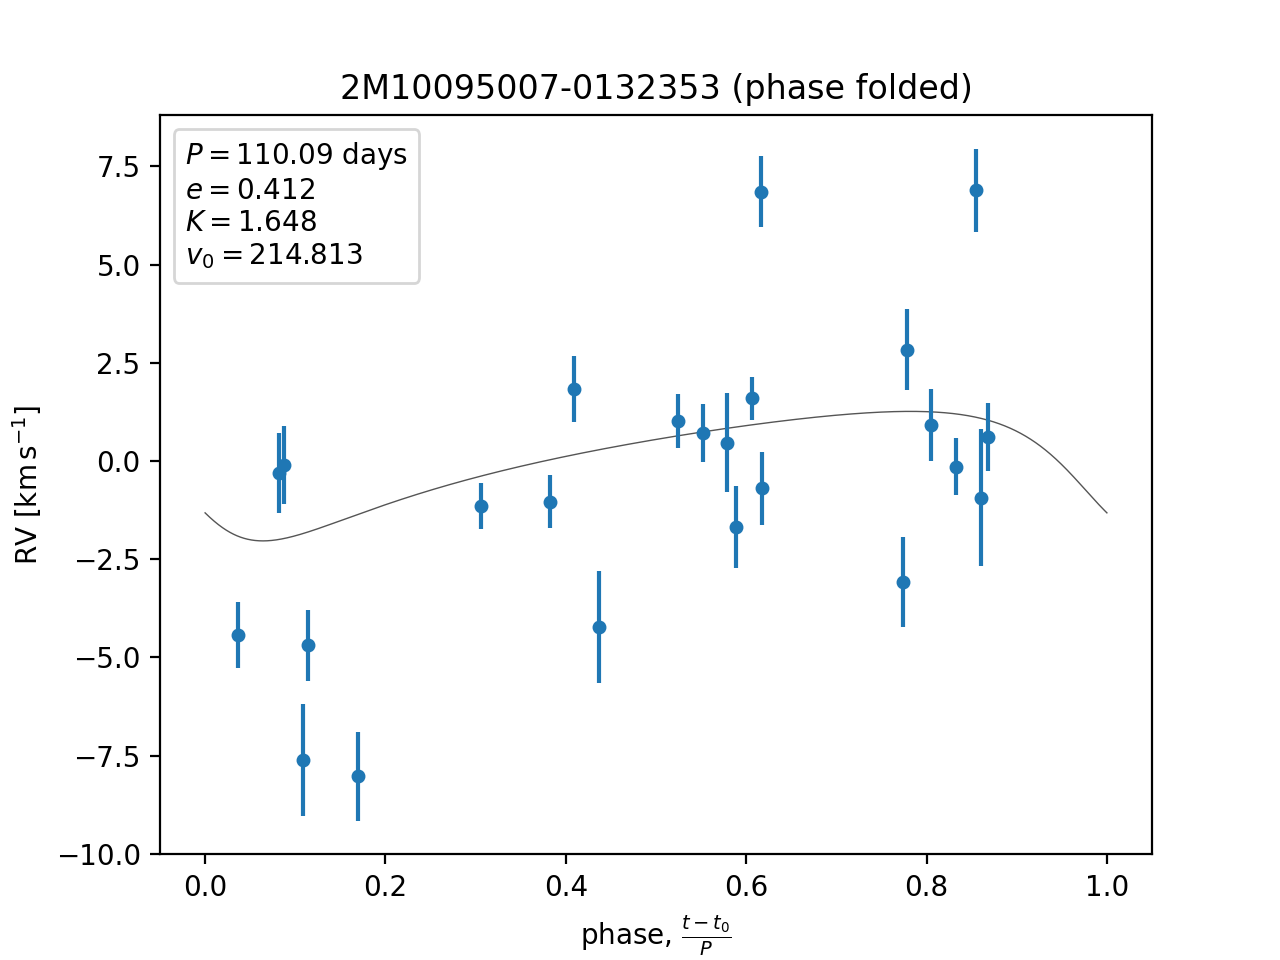 2M10095007-0132353 (phase folded)
P = 110.09 days
e = 0.412
K = 1.648
v₀ = 214.813
7.5
5.0
2.5
0.0
−2.5
−5.0
−7.5
−10.0
RV [km s⁻¹]
0.0 0.2 0.4 0.6 0.8 1.0
phase, (t − t₀)/P